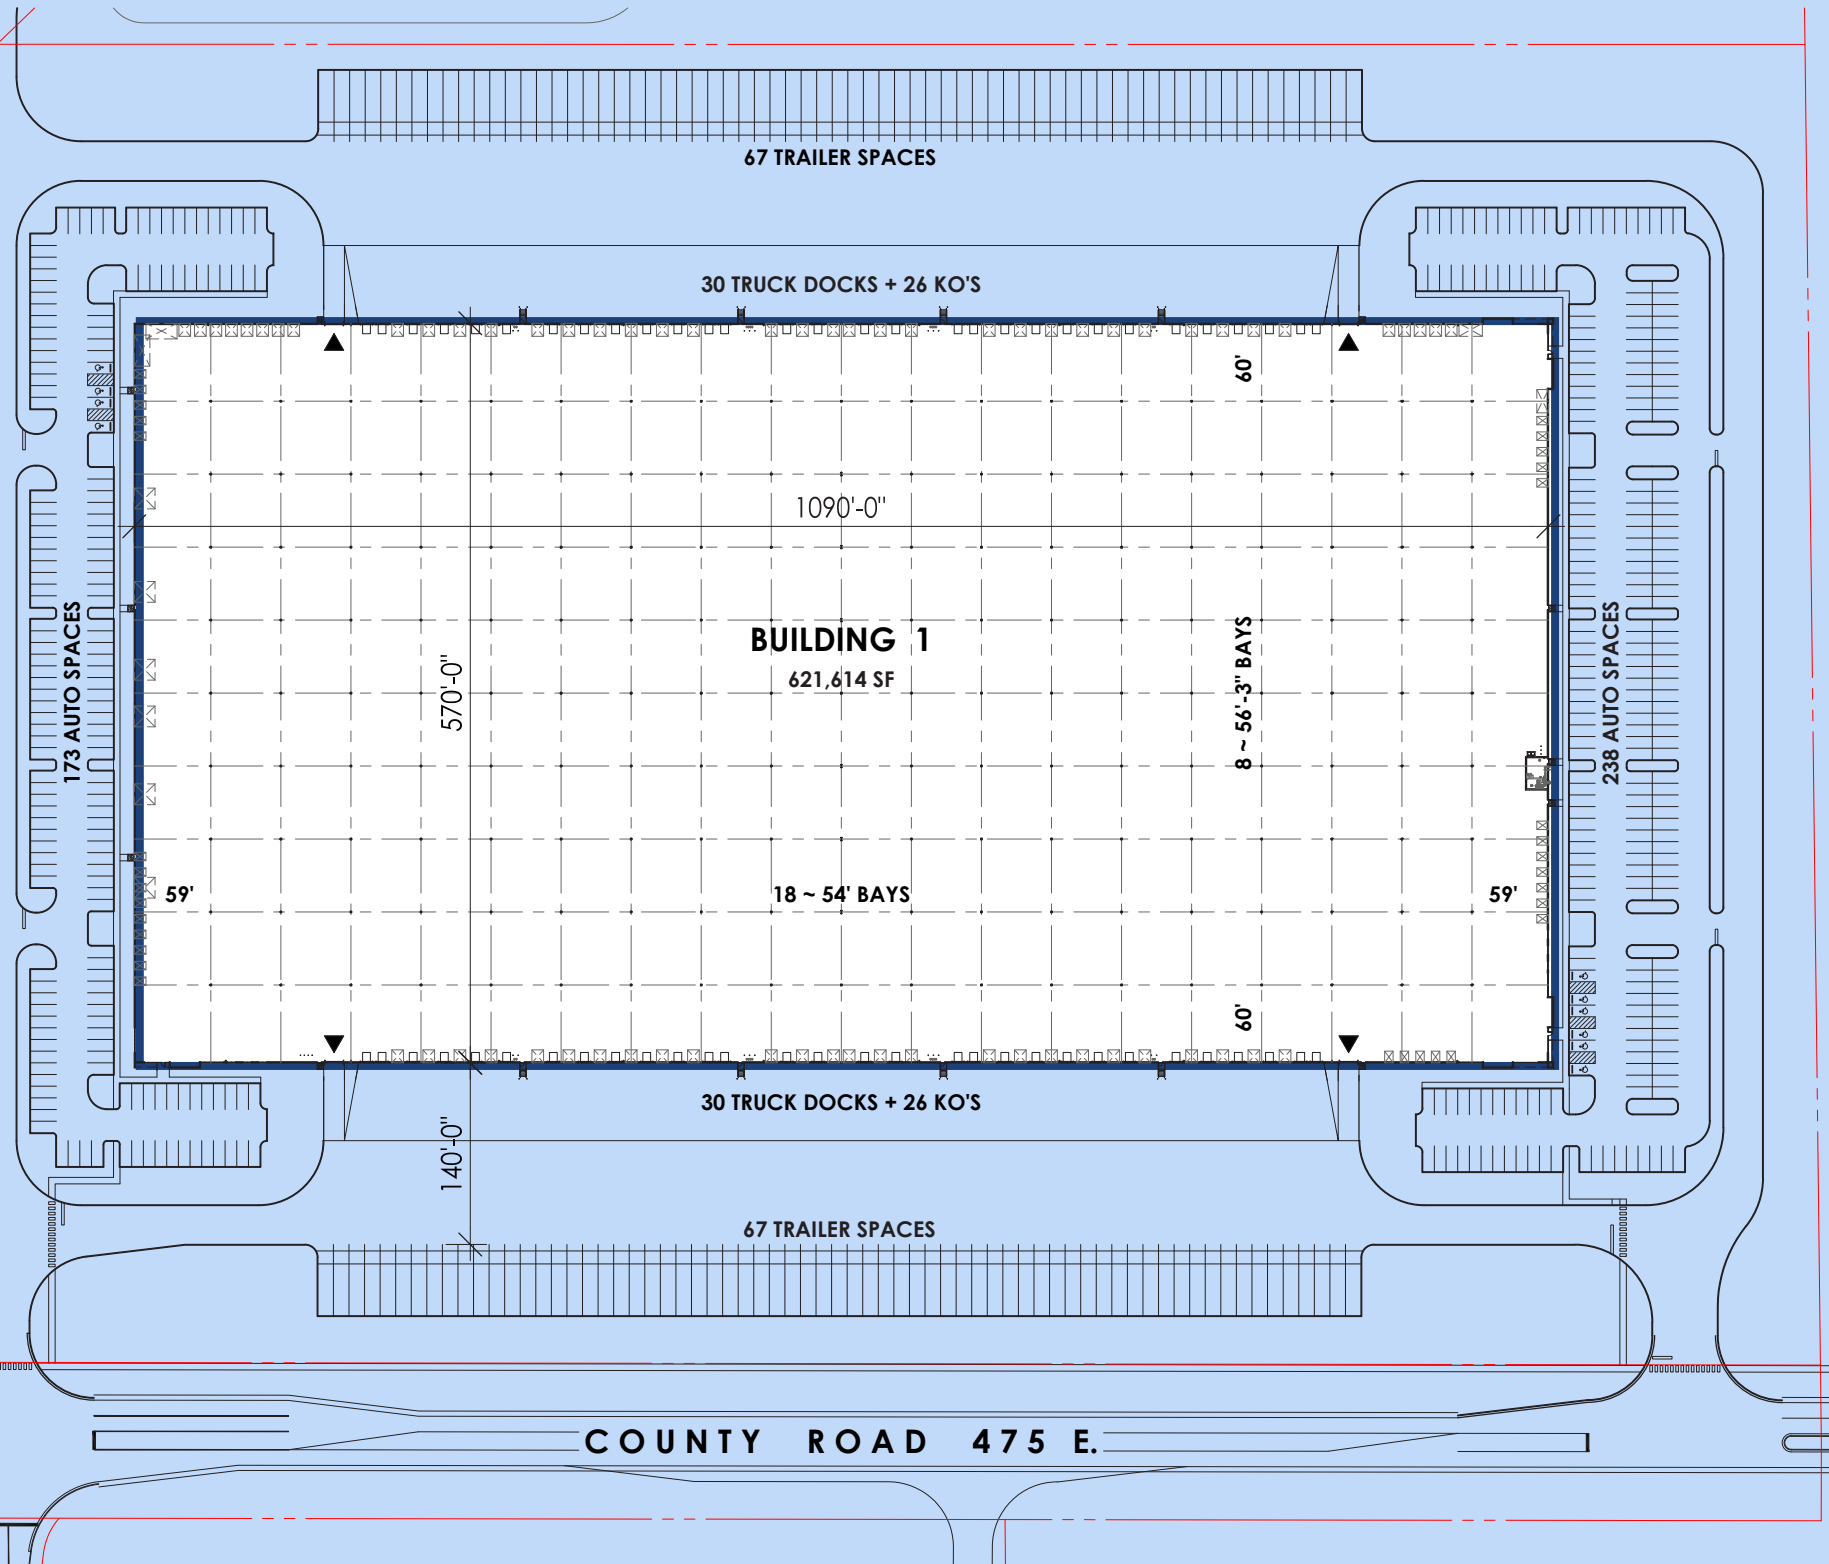 67 TRAILER SPACES
30 TRUCK DOCKS + 26 KO'S
60'
1090'-0"
BUILDING 1
621,614 SF
570'-0"
8 ~ 56'-3" BAYS
173 AUTO SPACES
238 AUTO SPACES
59'
18 ~ 54' BAYS
59'
60'
30 TRUCK DOCKS + 26 KO'S
140'-0"
67 TRAILER SPACES
COUNTY ROAD 475 E.